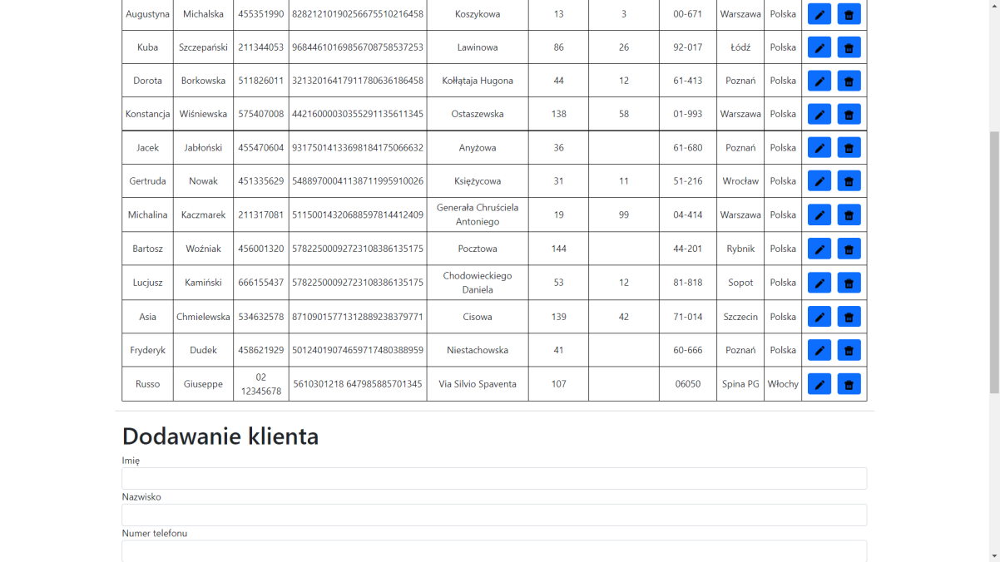 Augustyna Michalska 455351990 82821210190256675510216458 Koszykowa 13 3 00-671 Warszawa Polska
Kuba Szczepański 211344053 96844610169856708758537253 Lawinowa 86 26 92-017 Łódź Polska
Dorota Borkowska 511826011 32132016417911780636186458 Kołłątaja Hugona 44 12 61-413 Poznań Polska
Konstancja Wiśniewska 575407008 44216000030355291135611345 Ostaszewska 138 58 01-993 Warszawa Polska
Jacek Jabłoński 455470604 93175014133698184175066632 Anyżowa 36 61-680 Poznań Polska
Gertruda Nowak 451335629 54889700041138711995910026 Księżycowa 31 11 51-216 Wrocław Polska
Michalina Kaczmarek 211317081 51150014320688597814412409 Generała Chruściela
Antoniego 19 99 04-414 Warszawa Polska
Bartosz Woźniak 456001320 57822500092723108386135175 Pocztowa 144 44-201 Rybnik Polska
Lucjusz Kamiński 666155437 57822500092723108386135175 Chodowieckiego
Daniela 53 12 81-818 Sopot Polska
Asia Chmielewska 534632578 87109015771312889238379771 Cisowa 139 42 71-014 Szczecin Polska
Fryderyk Dudek 458621929 50124019074659717480388959 Niestachowska 41 60-666 Poznań Polska
Russo Giuseppe 02
12345678 5610301218 647985885701345 Via Silvio Spaventa 107 06050 Spina PG Włochy
Dodawanie klienta
Imię
Nazwisko
Numer telefonu